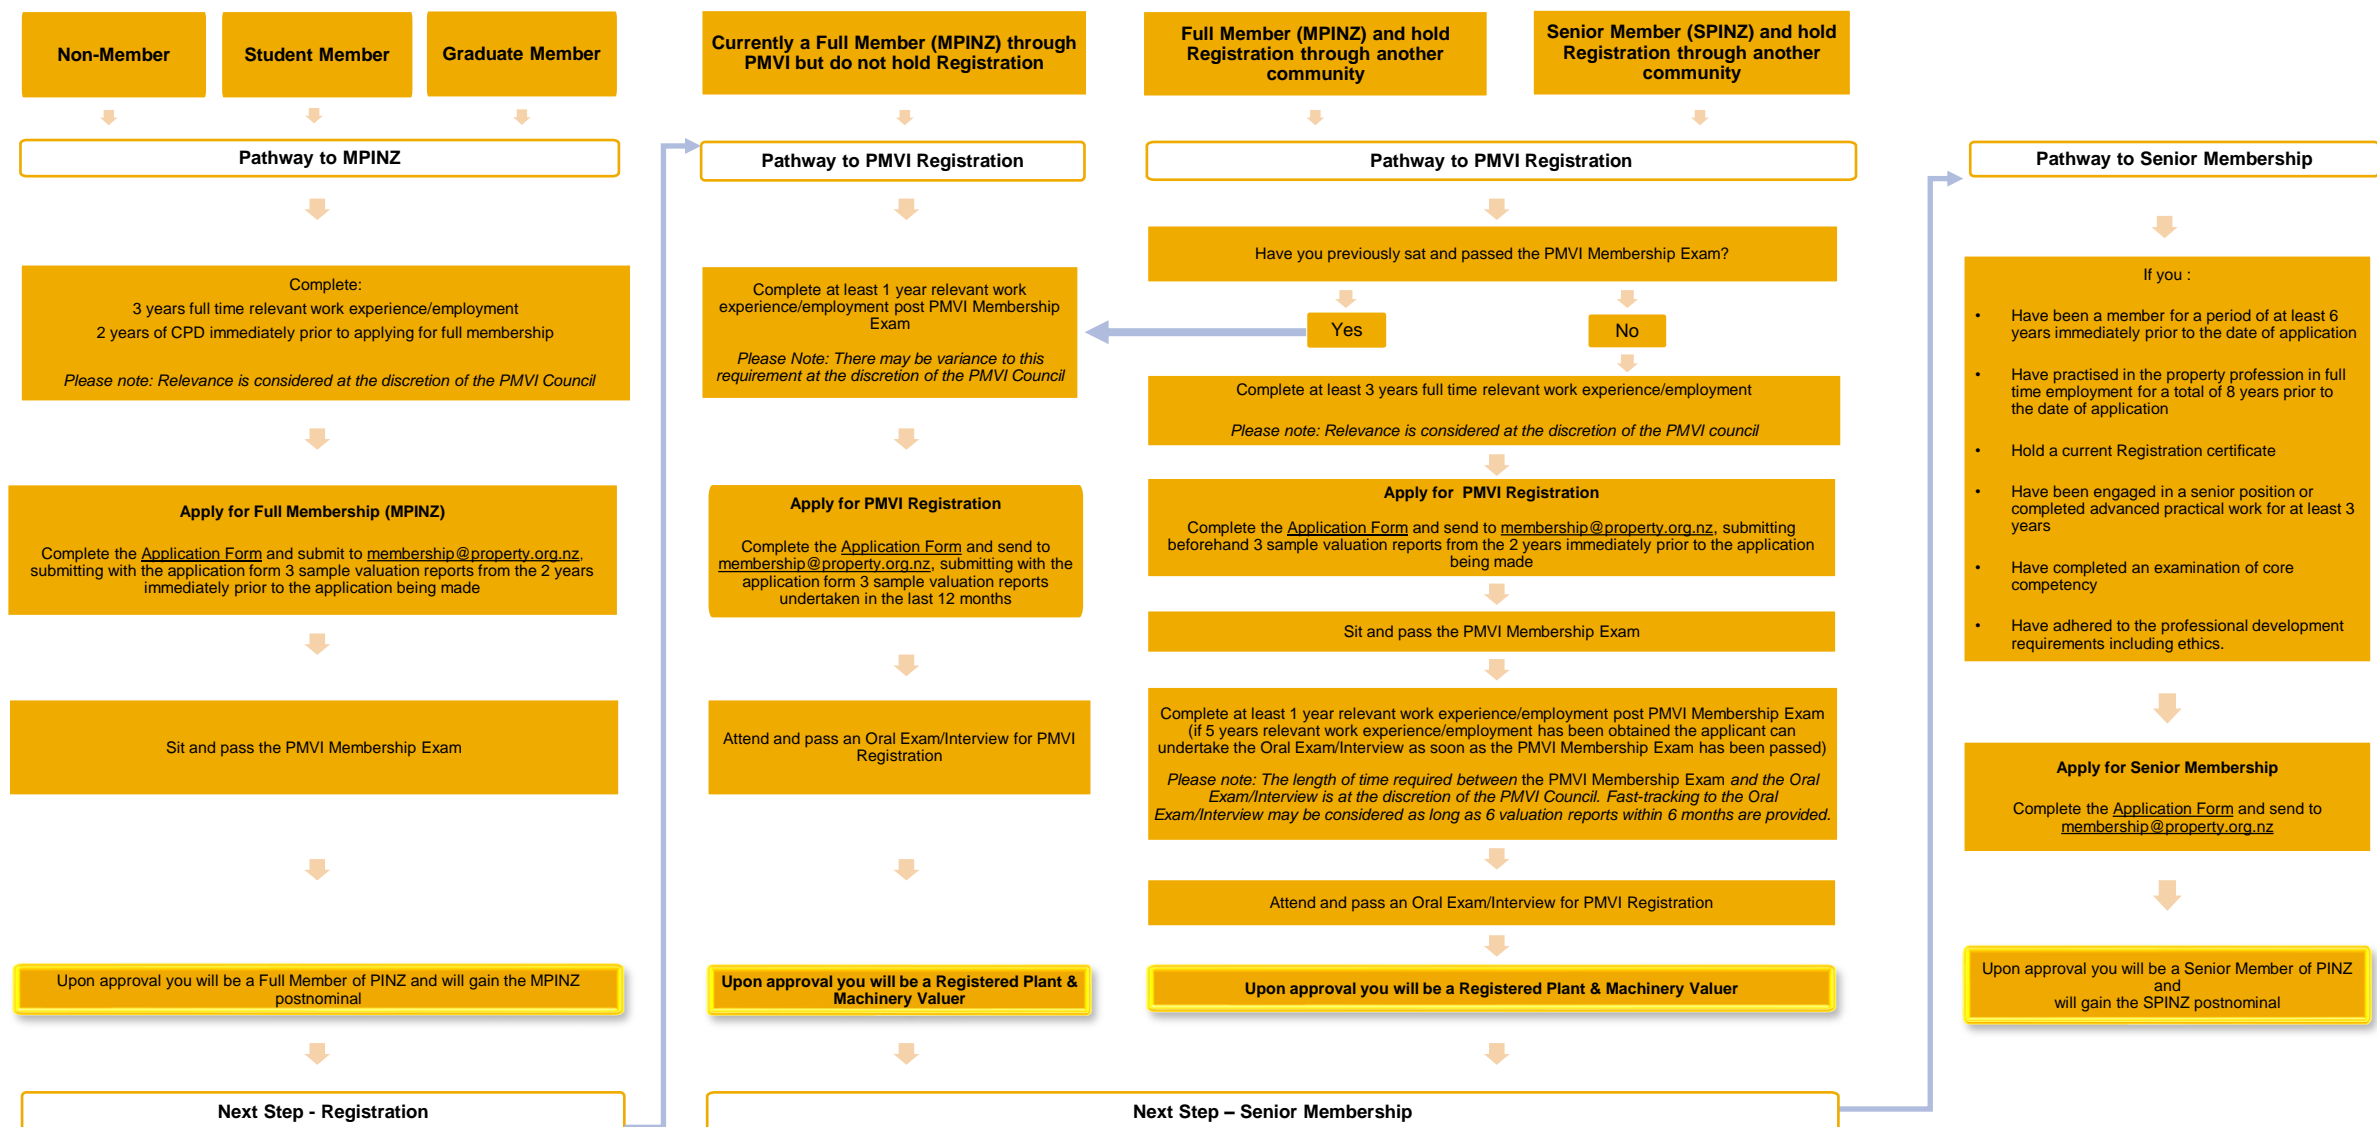 Non-Member
Student Member
Graduate Member
Pathway to MPINZ
Complete:
3 years full time relevant work experience/employment
2 years of CPD immediately prior to applying for full membership
Please note: Relevance is considered at the discretion of the PMVI Council
Apply for Full Membership (MPINZ)
Complete the Application Form and submit to membership@property.org.nz,
submitting with the application form 3 sample valuation reports from the 2 years
immediately prior to the application being made
Sit and pass the PMVI Membership Exam
Upon approval you will be a Full Member of PINZ and will gain the MPINZ
postnominal
Next Step - Registration
Currently a Full Member (MPINZ) through
PMVI but do not hold Registration
Pathway to PMVI Registration
Complete at least 1 year relevant work
experience/employment post PMVI Membership
Exam
Please Note: There may be variance to this
requirement at the discretion of the PMVI Council
Apply for PMVI Registration
Complete the Application Form and send to
membership@property.org.nz, submitting with the
application form 3 sample valuation reports
undertaken in the last 12 months
Attend and pass an Oral Exam/Interview for PMVI
Registration
Upon approval you will be a Registered Plant &
Machinery Valuer
Full Member (MPINZ) and hold
Registration through another
community
Senior Member (SPINZ) and hold
Registration through another
community
Pathway to PMVI Registration
Have you previously sat and passed the PMVI Membership Exam?
Yes
No
Complete at least 3 years full time relevant work experience/employment
Please note: Relevance is considered at the discretion of the PMVI council
Apply for PMVI Registration
Complete the Application Form and send to membership@property.org.nz, submitting
beforehand 3 sample valuation reports from the 2 years immediately prior to the application
being made
Sit and pass the PMVI Membership Exam
Complete at least 1 year relevant work experience/employment post PMVI Membership Exam
(if 5 years relevant work experience/employment has been obtained the applicant can
undertake the Oral Exam/Interview as soon as the PMVI Membership Exam has been passed)
Please note: The length of time required between the PMVI Membership Exam and the Oral
Exam/Interview is at the discretion of the PMVI Council. Fast-tracking to the Oral
Exam/Interview may be considered as long as 6 valuation reports within 6 months are provided.
Attend and pass an Oral Exam/Interview for PMVI Registration
Upon approval you will be a Registered Plant & Machinery Valuer
Next Step – Senior Membership
Pathway to Senior Membership
If you :
• Have been a member for a period of at least 6
years immediately prior to the date of application
• Have practised in the property profession in full
time employment for a total of 8 years prior to
the date of application
• Hold a current Registration certificate
• Have been engaged in a senior position or
completed advanced practical work for at least 3
years
• Have completed an examination of core
competency
• Have adhered to the professional development
requirements including ethics.
Apply for Senior Membership
Complete the Application Form and send to
membership@property.org.nz
Upon approval you will be a Senior Member of PINZ
and
will gain the SPINZ postnominal